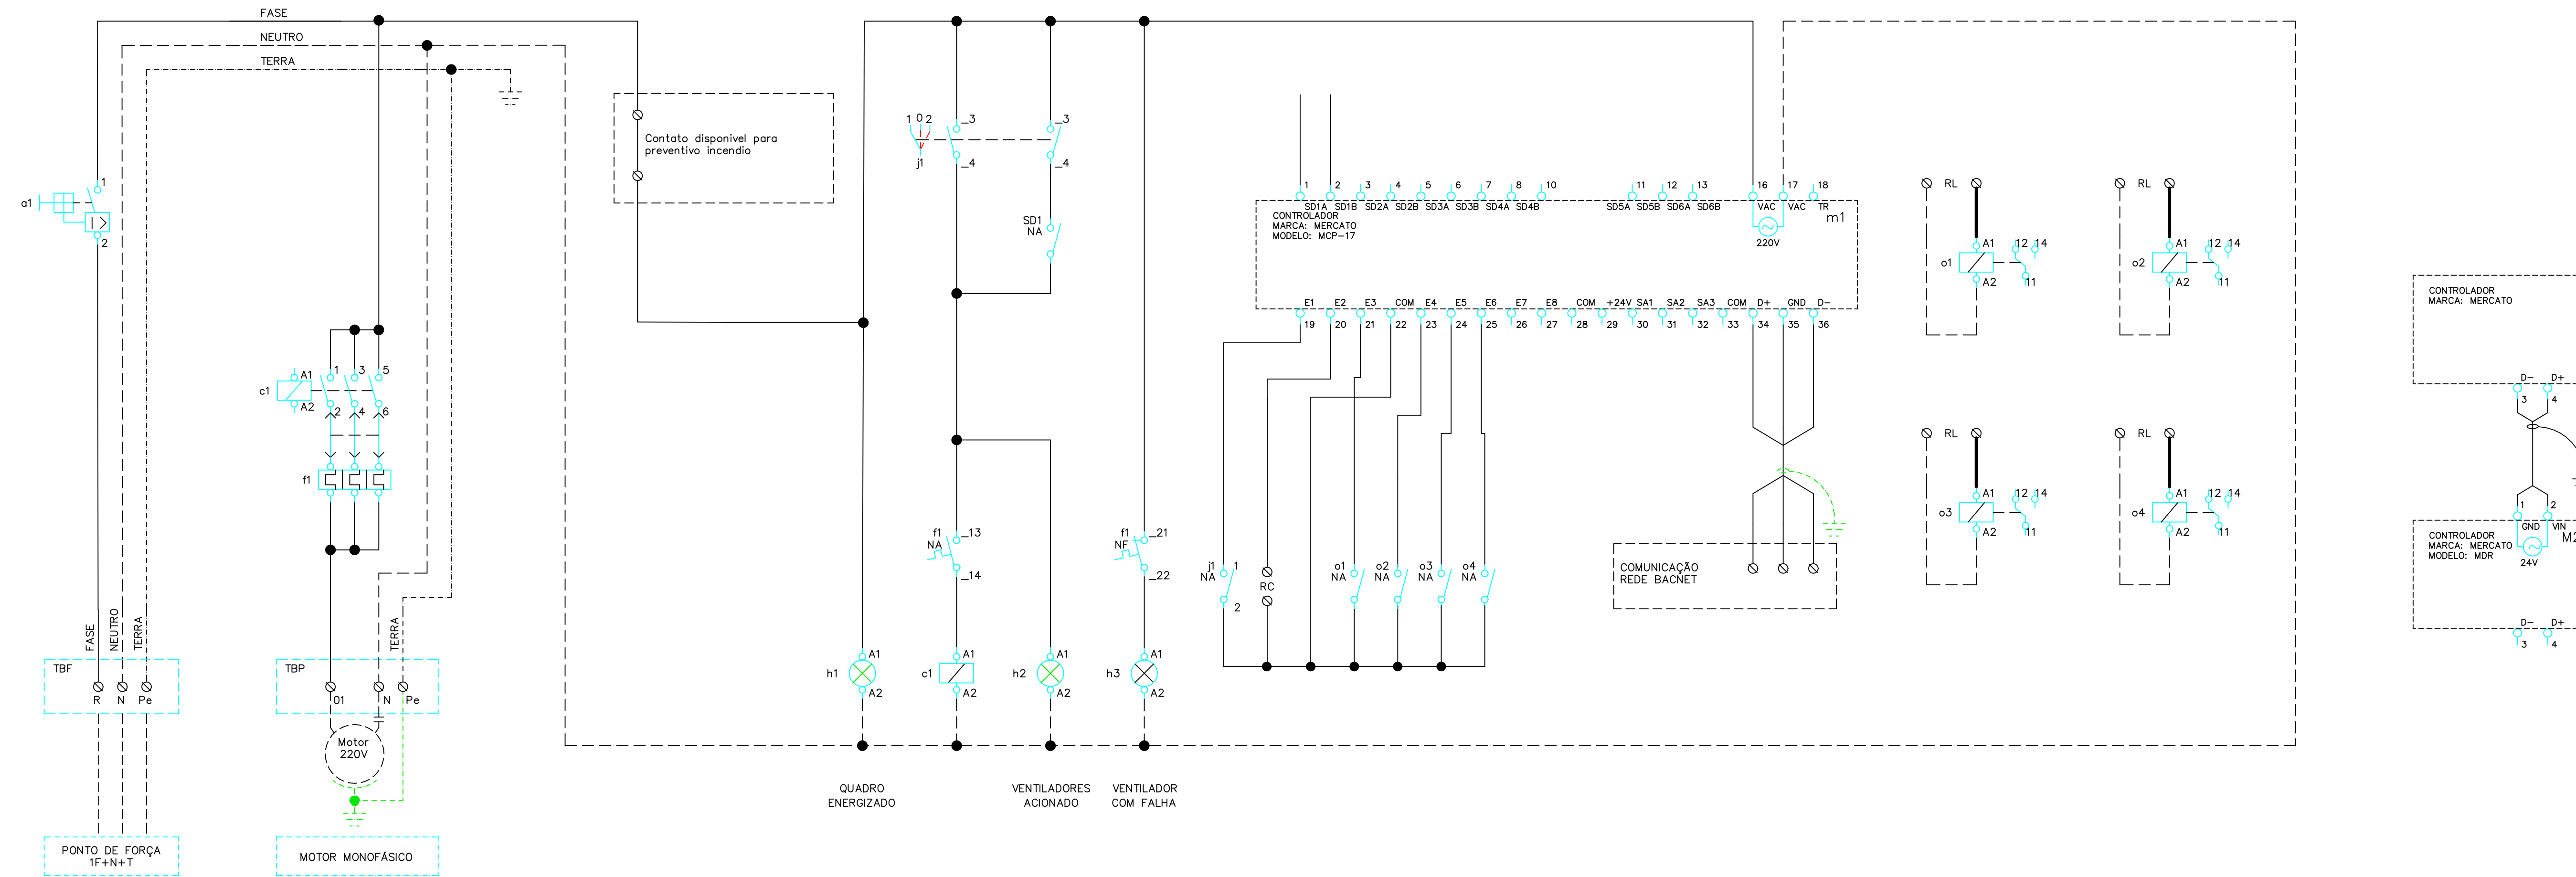 FASE
NEUTRO
TERRA
a1
1
2
Contato disponivel para
preventivo incendio
1 0 2
j1
_3
_4
_3
_4
SD1
NA
1 2 3 4 5 6 7 8 10 11 12 13 16 17 18
SD1A SD1B SD2A SD2B SD3A SD3B SD4A SD4B SD5A SD5B SD6A SD6B VAC VAC TR
CONTROLADOR
MARCA: MERCATO
MODELO: MCP-17
m1
220V
E1 E2 E3 COM E4 E5 E6 E7 E8 COM +24V SA1 SA2 SA3 COM D+ GND D-
19 20 21 22 23 24 25 26 27 28 29 30 31 32 33 34 35 36
RL
A1
o1
A2
12 14
11
RL
A1
o2
A2
12 14
11
RL
A1
o3
A2
12 14
11
RL
A1
o4
A2
12 14
11
CONTROLADOR
MARCA: MERCATO
D- D+
3 4
1 2
GND VIN
CONTROLADOR
MARCA: MERCATO
MODELO: MDR
24V
M2
D- D+
3 4
c1
A1
A2
1 3 5
2 4 6
f1
f1
NA
_13
_14
f1
NF
_21
_22
j1
NA
1
2
RC
o1
NA
o2
NA
o3
NA
o4
NA
COMUNICAÇÃO
REDE BACNET
FASE
NEUTRO
TERRA
TERRA
TBF
R N Pe
TBP
01 N Pe
Motor
220V
h1
A1
A2
c1
A1
A2
h2
A1
A2
h3
A1
A2
QUADRO
ENERGIZADO
VENTILADORES
ACIONADO
VENTILADOR
COM FALHA
PONTO DE FORÇA
1F+N+T
MOTOR MONOFÁSICO